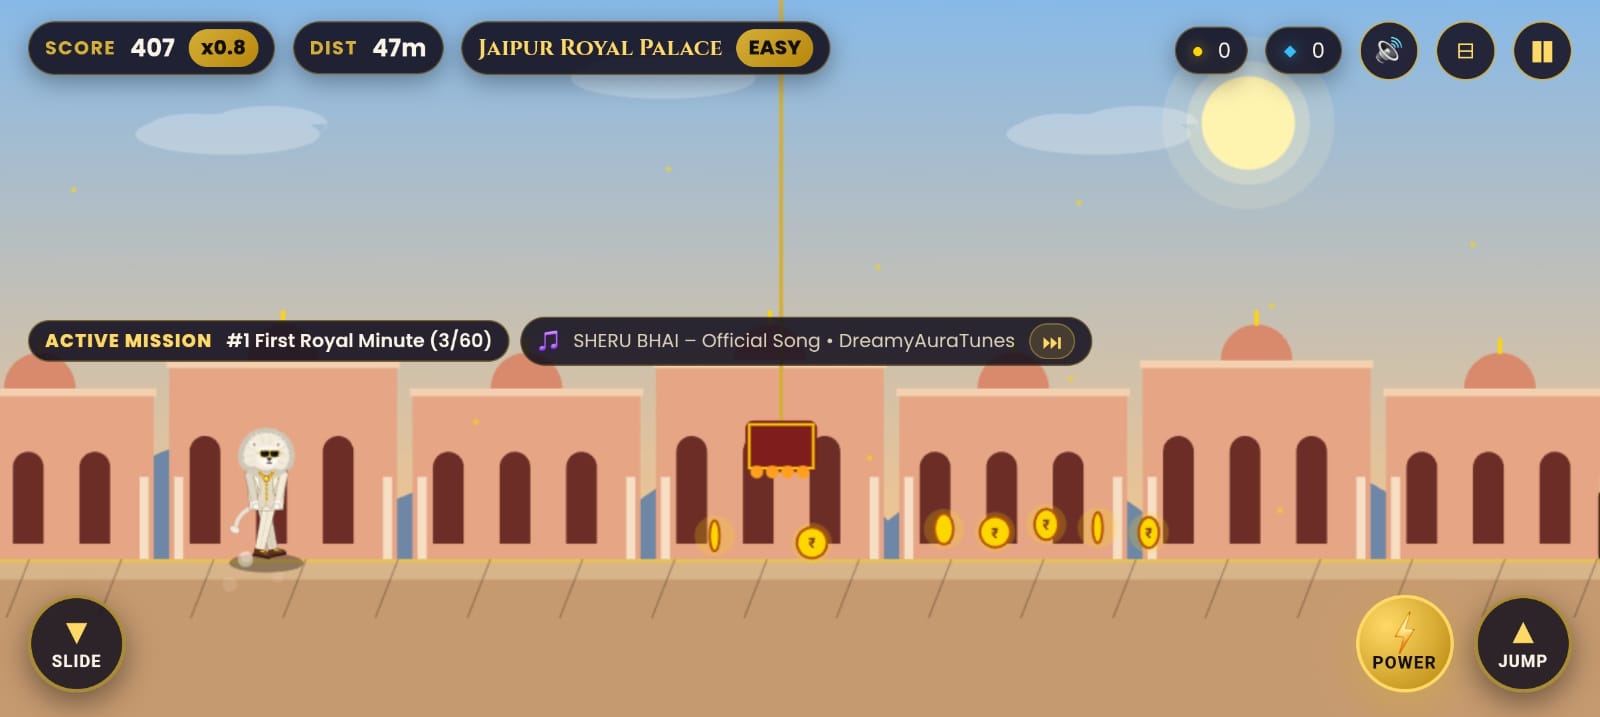 SCORE 407 x0.8
DIST 47m
JAIPUR ROYAL PALACE EASY
0
0
ACTIVE MISSION #1 First Royal Minute (3/60)
SHERU BHAI – Official Song • DreamyAuraTunes
₹
₹
₹
₹
SLIDE
POWER
JUMP